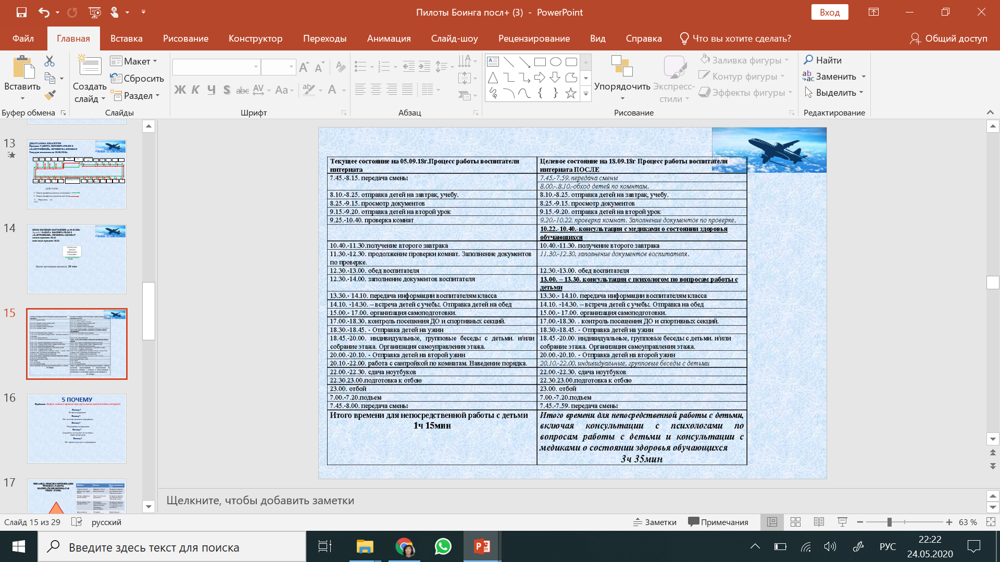 Пилоты Боинга посл+ (3) - PowerPoint
Вход
Файл
Главная
Вставка
Рисование
Конструктор
Переходы
Анимация
Слайд-шоу
Рецензирование
Вид
Справка
Что вы хотите сделать?
Общий доступ
Вставить
Буфер обмена
Создать слайд
Макет
Сбросить
Раздел
Слайды
Ж К Ч S abc AV Aa А
Шрифт
Абзац
Упорядочить
Экспресс-стили
Заливка фигуры
Контур фигуры
Эффекты фигуры
Рисование
Найти
Заменить
Выделить
Редактирование
13
14
15
16
5 ПОЧЕМУ
17
Текущее состояние на 05.09.18г.Процесс работы воспитателя
интерната
Целевое состояние на 18.09.18г Процесс работы воспитателя
интерната ПОСЛЕ
7.45.-8.15. передача смены
7.45.-7.59. передача смены
8.00-.8.10.-обход детей по комнтам.
8.10.-8.25. отправка детей на завтрак, учебу.
8.10.-8.25. отправка детей на завтрак, учебу.
8.25.-9.15. просмотр документов
8.25.-9.15. просмотр документов
9.15.-9.20. отправка детей на второй урок
9.15.-9.20. отправка детей на второй урок
9.25-10.40. проверка комнат
9.20.-10.22. проверка комнат. Заполнение документов по проверке.
10.22.- 10.40.-консультация с медиками о состоянии здоровья
обучающихся
10.40.-11.30.получение второго завтрака
10.40.-11.30. получение второго завтрака
11.30.-12.30. продолжение проверки комнат. Заполнение документов
по проверке.
11.30.-12.30. заполнение документов воспитателя.
12.30.-13.00. обед воспитателя
12.30.-13.00. обед воспитателя
12.30.-14.00. заполнение документов воспитателя
13.00. – 13.30. консультация с психологом по вопросам работы с
детьми
13.30.- 14.10. передача информации воспитателям класса
13.30.- 14.10. передача информации воспитателям класса
14.10. -14.30. – встреча детей с учебы. Отправка детей на обед
14.10. -14.30. – встреча детей с учебы. Отправка на обед
15.00.- 17.00. организация самоподготовки.
15.00.- 17.00. организация самоподготовки.
17.00.-18.30. контроль посещения ДО и спортивных секций.
17.00.-18.30. . контроль посещения ДО и спортивных секций.
18.30.-18.45. - Отправка детей на ужин
18.30.-18.45. - Отправка детей на ужин
18.45.-20.00. индивидуальные, групповые беседы с детьми. и/или
собрание этажа. Организация самоуправления этажа.
18.45.-20.00. индивидуальные, групповые беседы с детьми. и/или
собрание этажа. Организация самоуправления этажа.
20.00.-20.10. - Отправка детей на второй ужин
20.00.-20.10. - Отправка детей на второй ужин
20.10.-22.00. работа с сантройкой по комнатам. Наведение порядка.
20.10.-22.00. индивидуальные, групповые беседы с детьми
22.00.-22.30. сдача ноутбуков
22.00.-22.30. сдача ноутбуков
22.30.23.00.подготовка к отбою
22.30.23.00.подготовка к отбою
23.00. отбой
23.00. отбой
7.00.-7.20.подъем
7.00.-7.20.подъем
7.45.-8.00. передача смены
7.45.-7.59. передача смены
Итого времени для непосредственной работы с детьми
1ч 15мин
Итого времени для непосредственной работы с детьми,
включая консультации с психологами по
вопросам работы с детьми и консультации с
медиками о состоянии здоровья обучающихся
3ч 35мин
Щелкните, чтобы добавить заметки
Слайд 15 из 29
русский
Заметки
Примечания
63 %
Введите здесь текст для поиска
РУС
22:22
24.05.2020